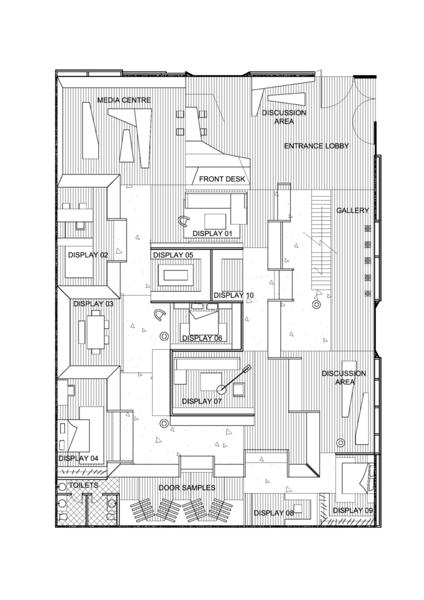 MEDIA CENTRE
DISCUSSION
AREA
ENTRANCE LOBBY
FRONT DESK
GALLERY
DISPLAY 01
DISPLAY 02
DISPLAY 05
DISPLAY 10
DISPLAY 03
DISPLAY 06
DISCUSSION
AREA
DISPLAY 07
DISPLAY 04
TOILETS
DOOR SAMPLES
DISPLAY 08
DISPLAY 09